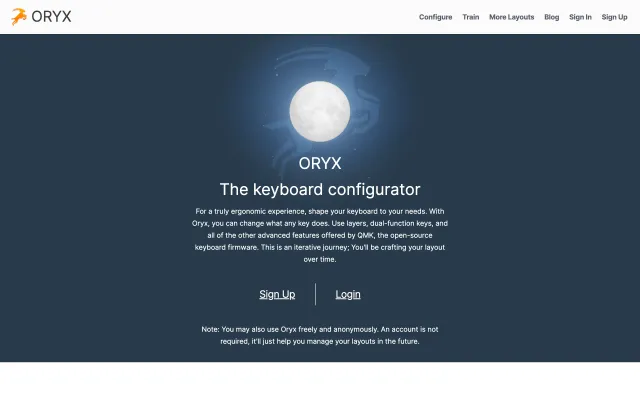 ORYX
Configure
Train
More Layouts
Blog
Sign In
Sign Up
ORYX
The keyboard configurator
For a truly ergonomic experience, shape your keyboard to your needs. With
Oryx, you can change what any key does. Use layers, dual-function keys, and
all of the other advanced features offered by QMK, the open-source
keyboard firmware. This is an iterative journey; You'll be crafting your layout
over time.
Sign Up
Login
Note: You may also use Oryx freely and anonymously. An account is not
required, it'll just help you manage your layouts in the future.